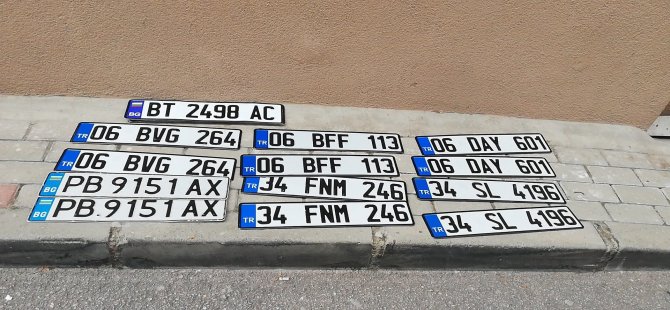 BG BT 2498 AC
TR 06 BVG 264
TR 06 BVG 264
BG PB 9151 AX
BG PB 9151 AX
TR 06 BFF 113
TR 06 BFF 113
34 FNM 246
TR 34 FNM 246
TR 06 DAY 601
TR 06 DAY 601
TR 34 SL 4196
TR 34 SL 4196